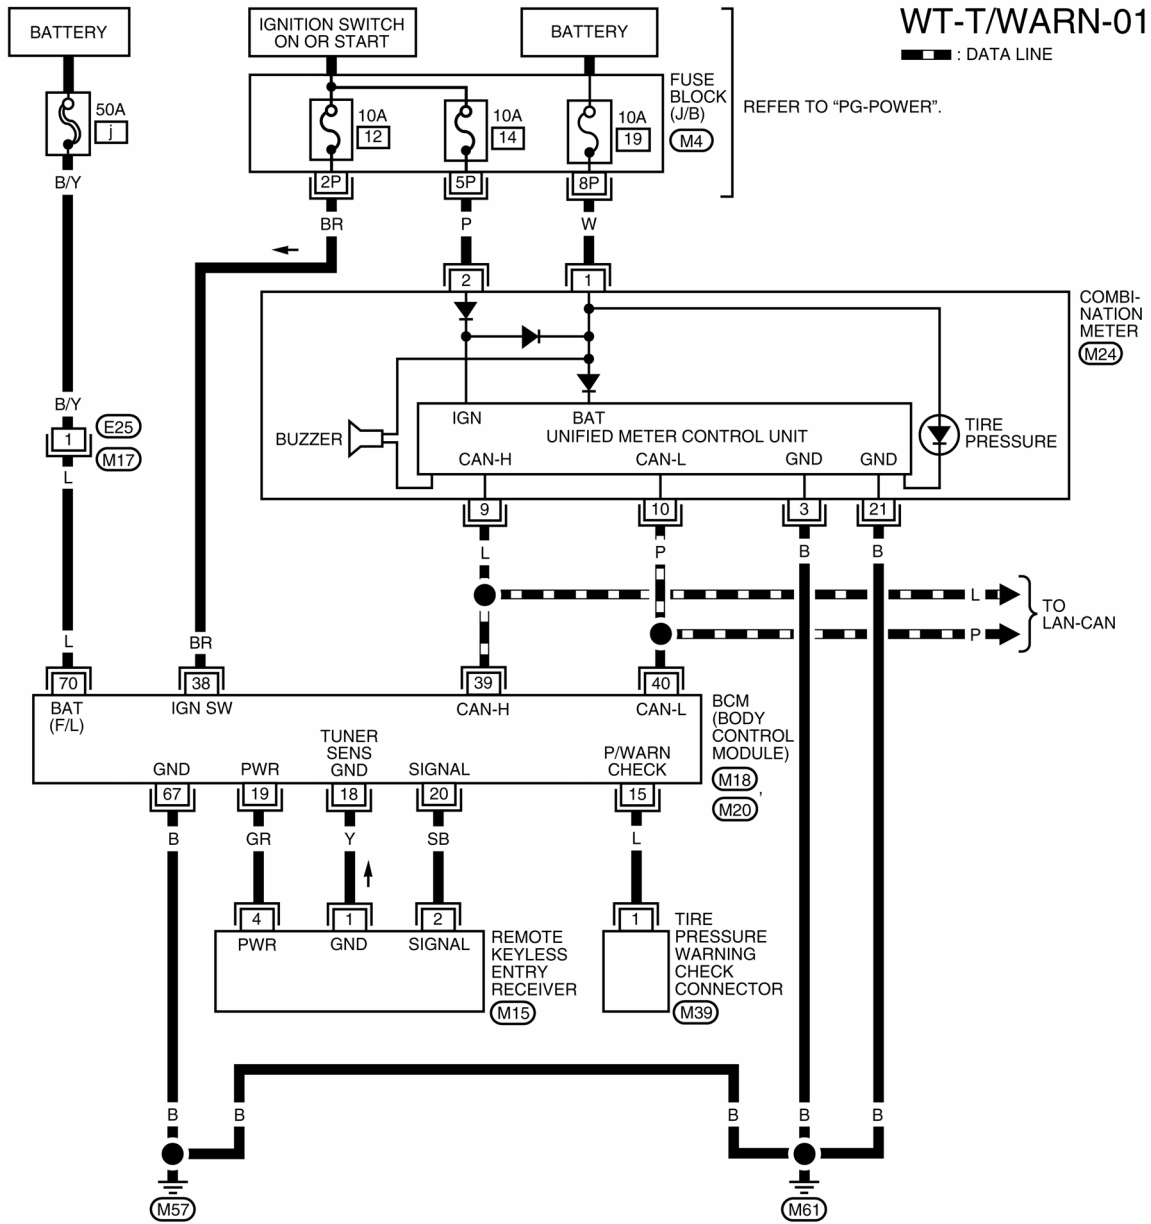 WT-T/WARN-01
: DATA LINE
BATTERY
IGNITION SWITCH
ON OR START
BATTERY
50A
j
10A
12
10A
14
10A
19
FUSE
BLOCK
(J/B)
M4
REFER TO “PG-POWER”.
2P
5P
8P
B/Y
BR
P
W
2
1
COMBI-
NATION
METER
M24
B/Y
1
E25
M17
L
BUZZER
IGN
BAT
UNIFIED METER CONTROL UNIT
CAN-H
CAN-L
GND
GND
TIRE
PRESSURE
9
10
3
21
L
P
B
B
L
P
TO
LAN-CAN
L
BR
70
38
39
40
BAT
(F/L)
IGN SW
CAN-H
CAN-L
BCM
(BODY
CONTROL
MODULE)
M18
,
M20
GND
PWR
TUNER
SENS
GND
SIGNAL
P/WARN
CHECK
67
19
18
20
15
B
GR
Y
SB
L
4
1
2
1
PWR
GND
SIGNAL
REMOTE
KEYLESS
ENTRY
RECEIVER
M15
TIRE
PRESSURE
WARNING
CHECK
CONNECTOR
M39
B
B
B
B
B
M57
M61